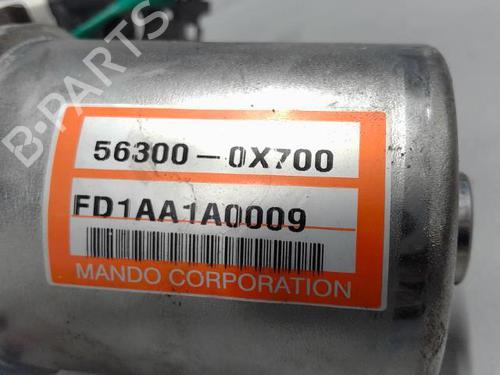 B-PARTS
56300-0X700
FD1AA1A0009
MANDO CORPORATION